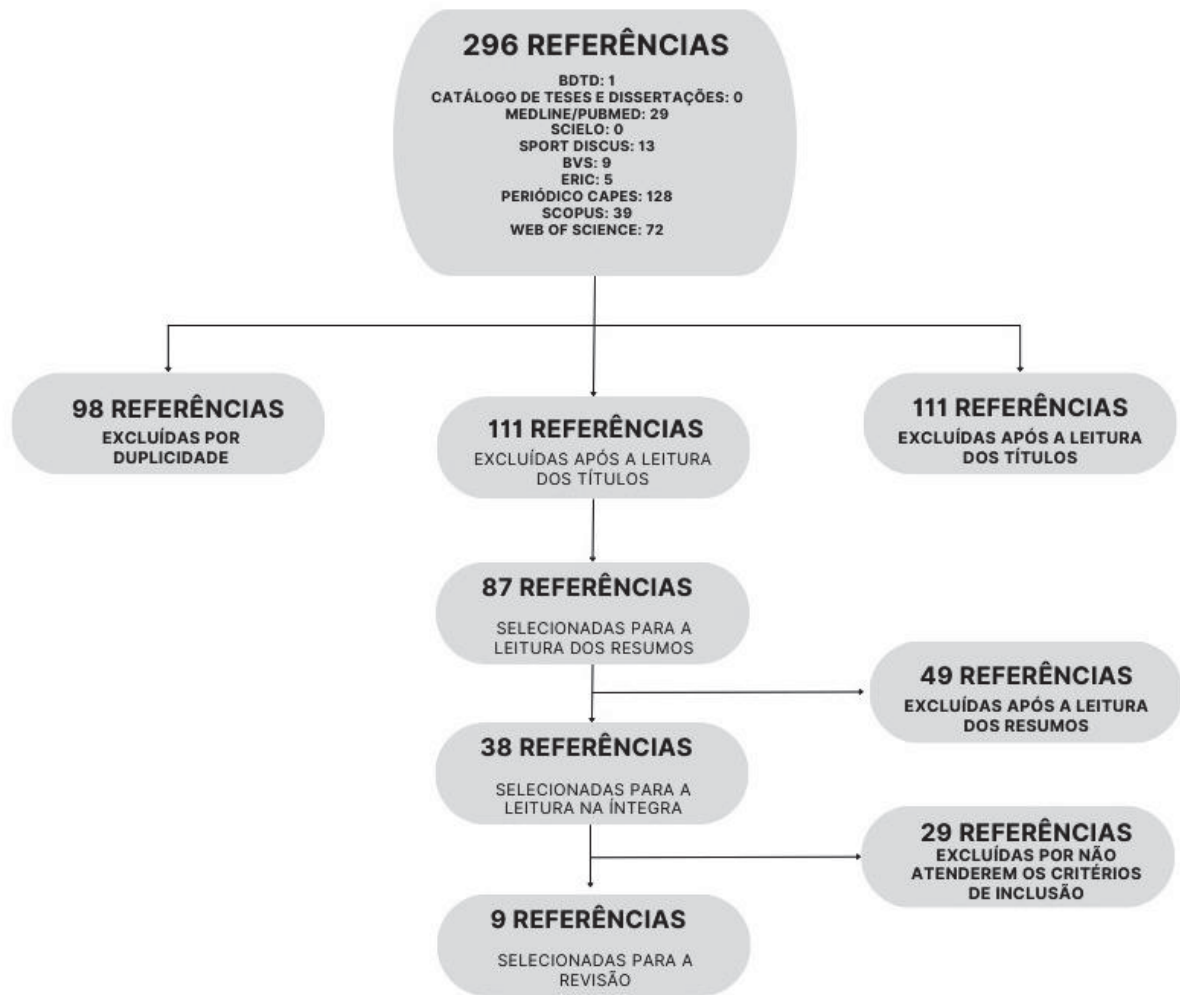 296 REFERÊNCIAS
BDTD: 1
CATÁLOGO DE TESES E DISSERTAÇÕES: 0
MEDLINE/PUBMED: 29
SCIELO: 0
SPORT DISCUS: 13
BVS: 9
ERIC: 5
PERIÓDICO CAPES: 128
SCOPUS: 39
WEB OF SCIENCE: 72
98 REFERÊNCIAS
EXCLUÍDAS POR
DUPLICIDADE
111 REFERÊNCIAS
EXCLUÍDAS APÓS A LEITURA
DOS TÍTULOS
111 REFERÊNCIAS
EXCLUÍDAS APÓS A LEITURA
DOS TÍTULOS
87 REFERÊNCIAS
SELECIONADAS PARA A
LEITURA DOS RESUMOS
49 REFERÊNCIAS
EXCLUÍDAS APÓS A LEITURA
DOS RESUMOS
38 REFERÊNCIAS
SELECIONADAS PARA A
LEITURA NA ÍNTEGRA
29 REFERÊNCIAS
EXCLUÍDAS POR NÃO
ATENDEREM OS CRITÉRIOS
DE INCLUSÃO
9 REFERÊNCIAS
SELECIONADAS PARA A
REVISÃO